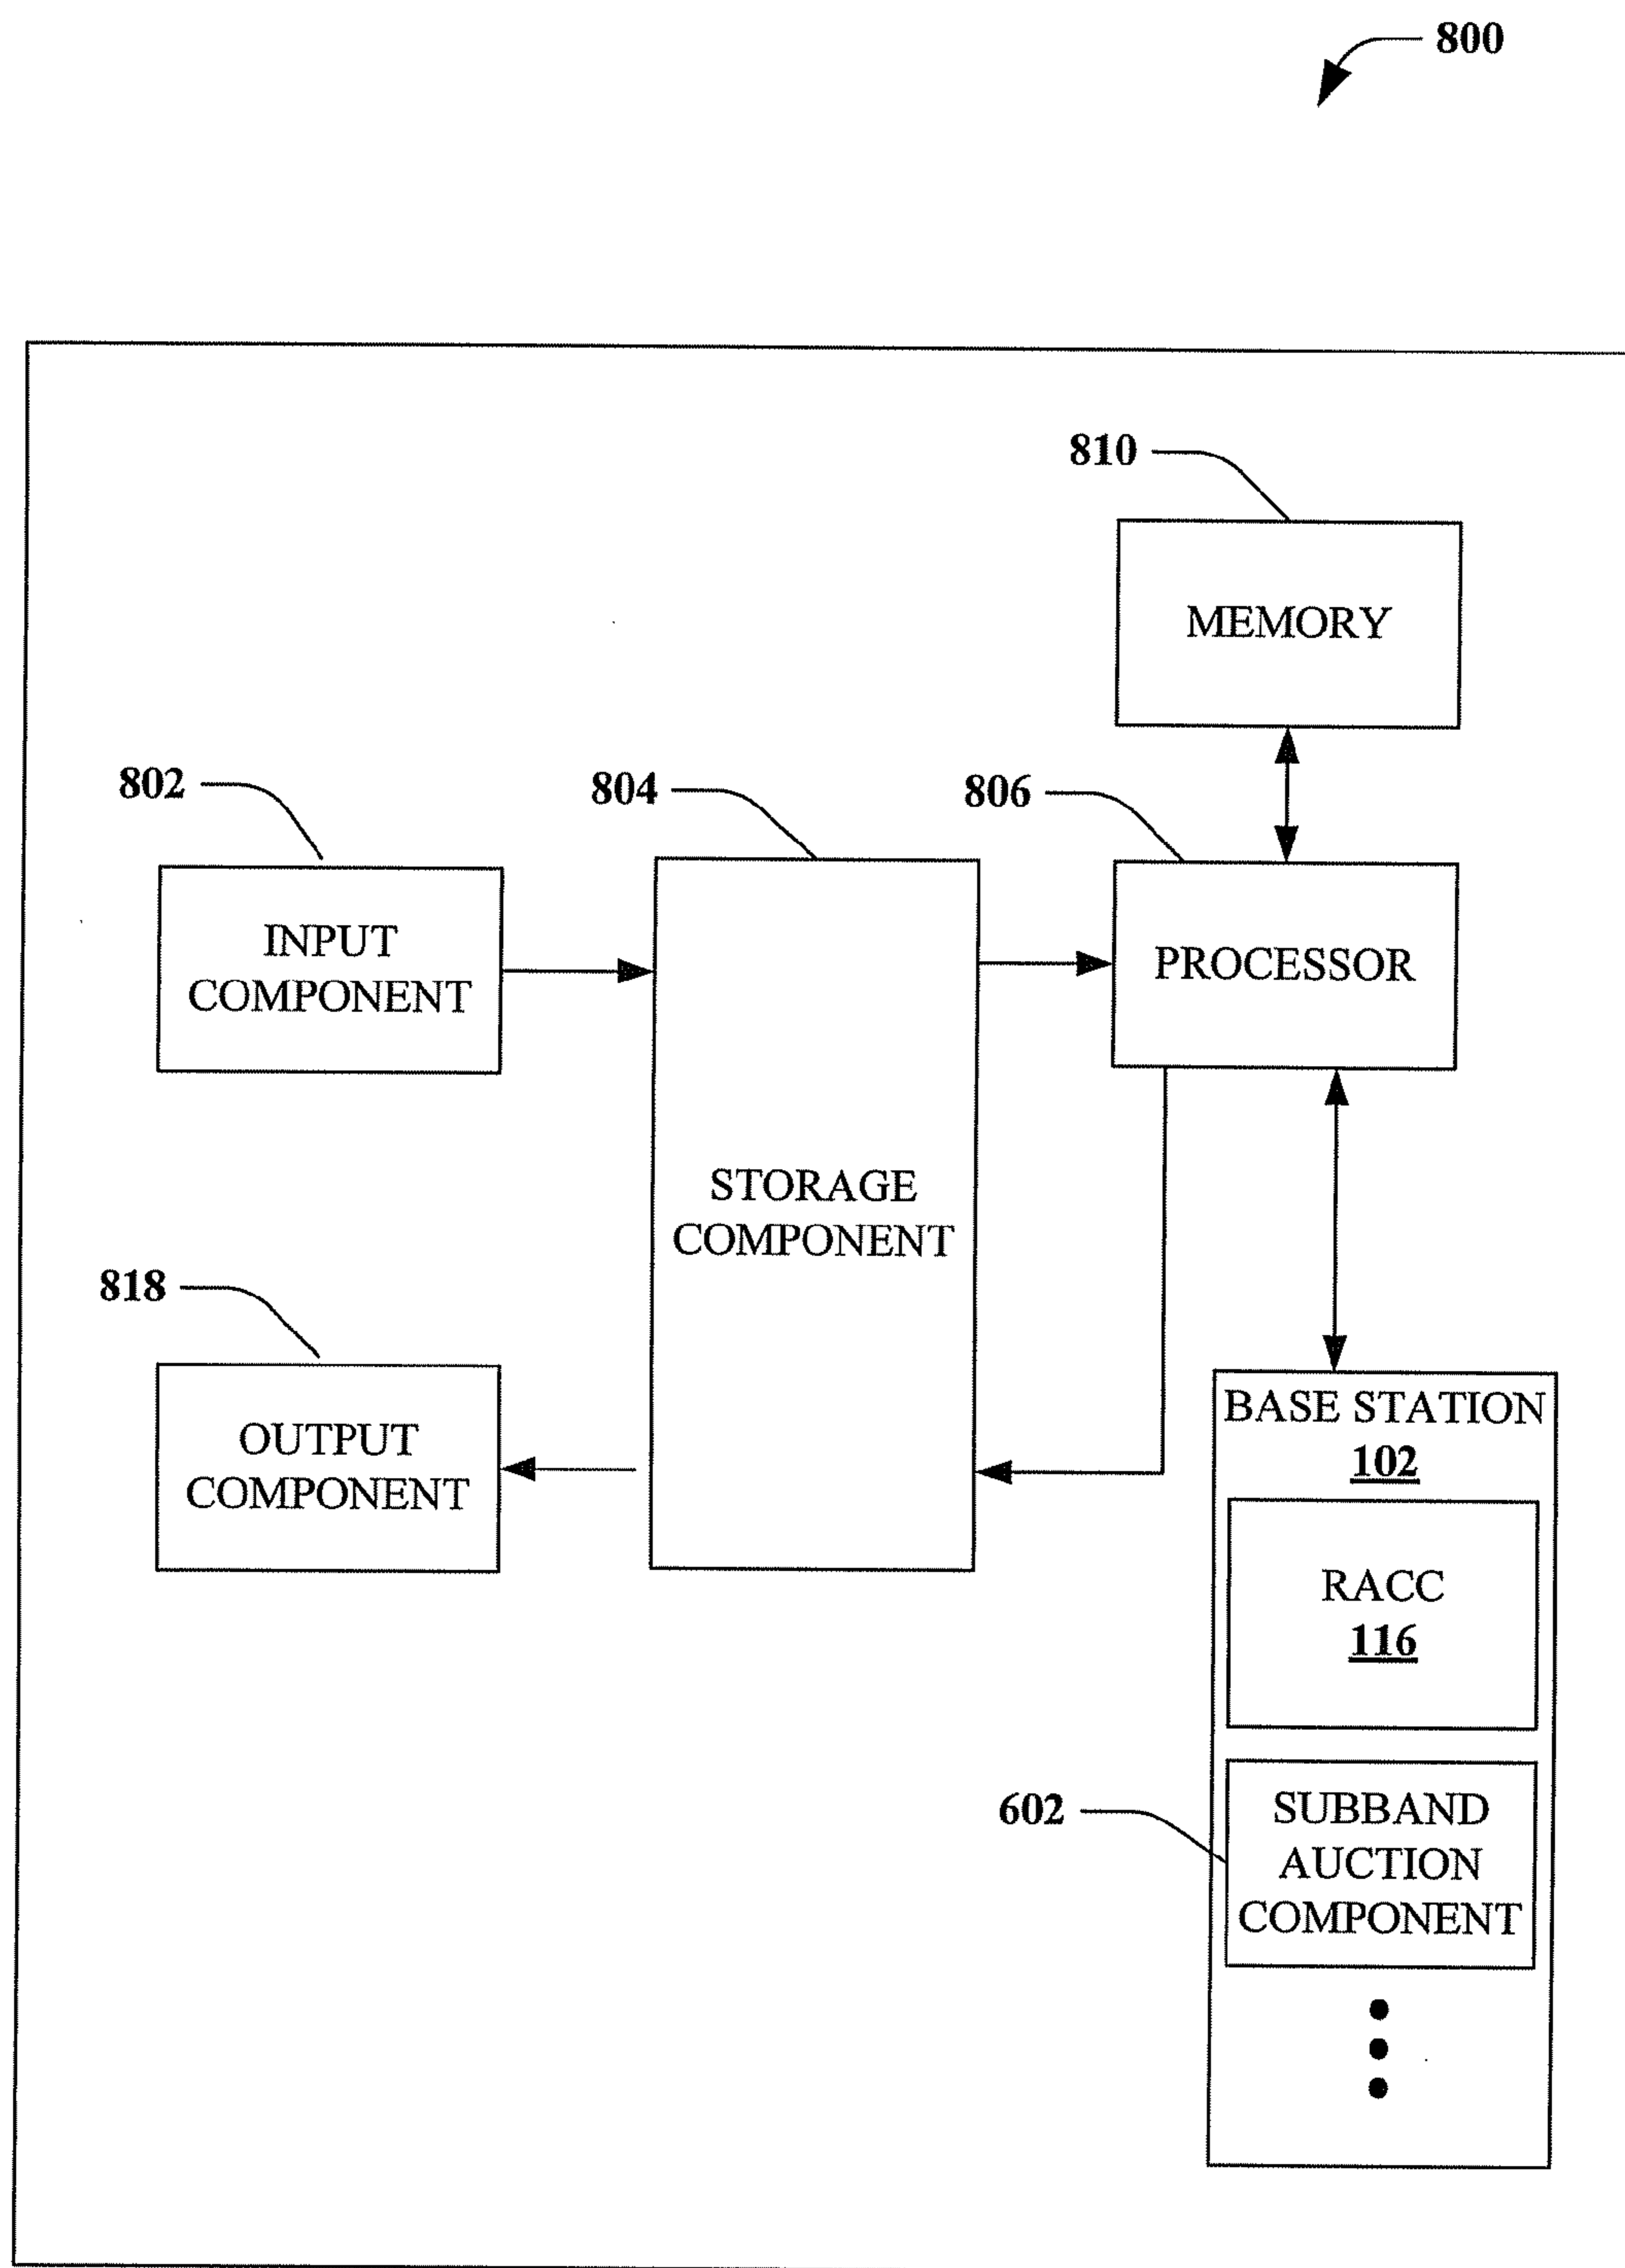 800
810
MEMORY
802
804
806
INPUT
COMPONENT
PROCESSOR
STORAGE
COMPONENT
818
OUTPUT
COMPONENT
BASE STATION
102
RACC
116
602
SUBBAND
AUCTION
COMPONENT